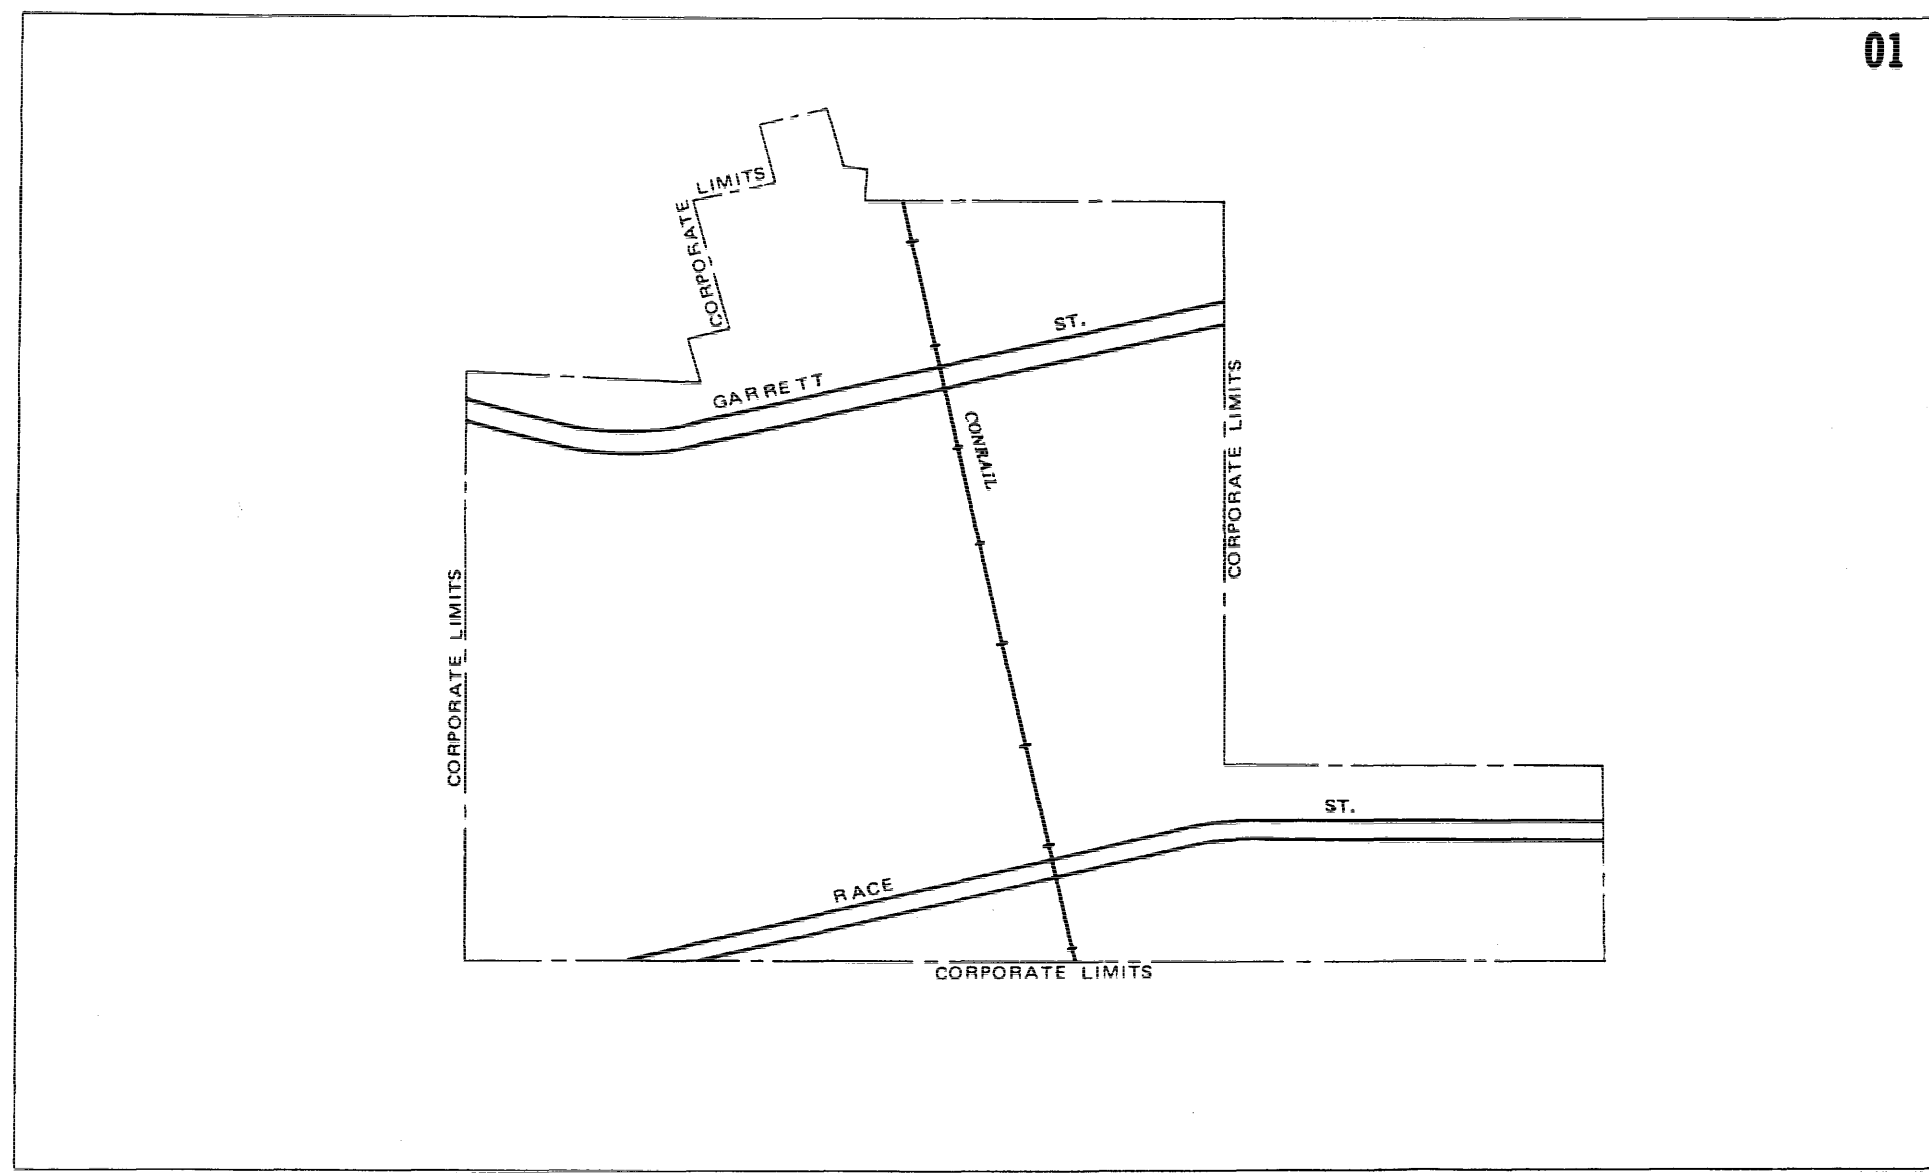 01
LIMITS
CORPORATE
ST.
GARRETT
CORPORATE LIMITS
CONRAIL
CORPORATE LIMITS
ST.
RACE
CORPORATE LIMITS